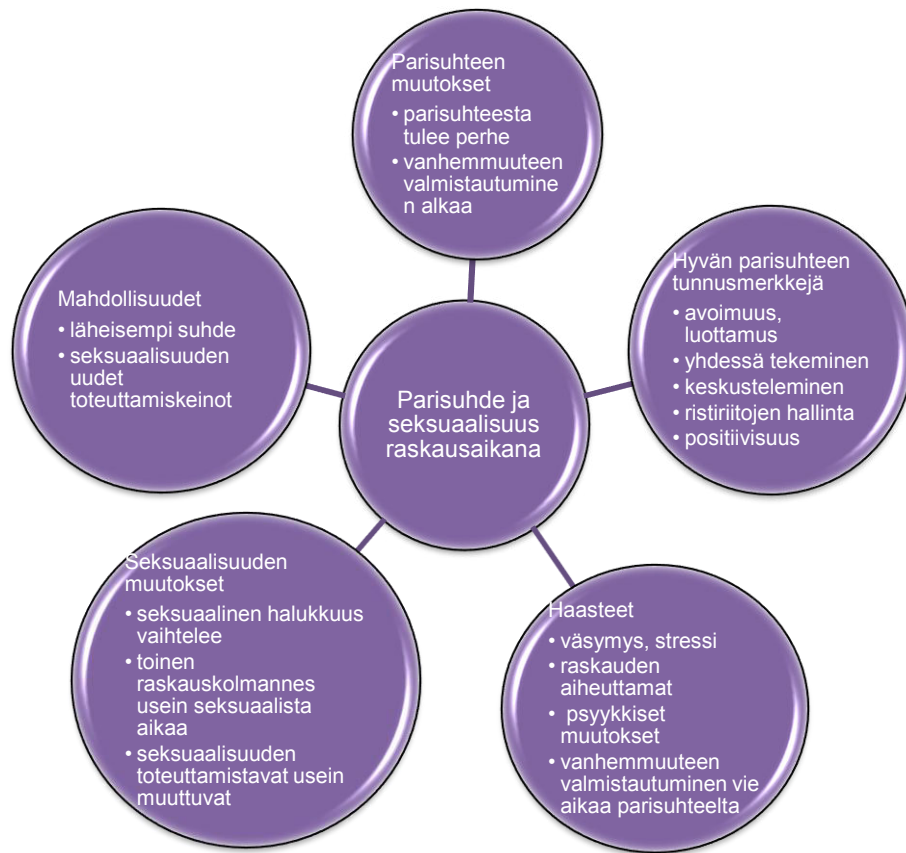 Parisuhteen
muutokset
• parisuhteesta
tulee perhe
• vanhemmuuteen
valmistautumine
n alkaa
Hyvän parisuhteen
tunnusmerkkejä
• avoimuus,
luottamus
• yhdessä tekeminen
• keskusteleminen
• ristiriitojen hallinta
• positiivisuus
Mahdollisuudet
• läheisempi suhde
• seksuaalisuuden
uudet
toteuttamiskeinot
Parisuhde ja
seksuaalisuus
raskausaikana
Seksuaalisuuden
muutokset
• seksuaalinen halukkuus
vaihtelee
• toinen
raskauskolmannes
usein seksuaalista
aikaa
• seksuaalisuuden
toteuttamistavat usein
muuttuvat
Haasteet
• väsymys, stressi
• raskauden
aiheuttamat
• psyykkiset
muutokset
• vanhemmuuteen
valmistautuminen vie
aikaa parisuhteelta